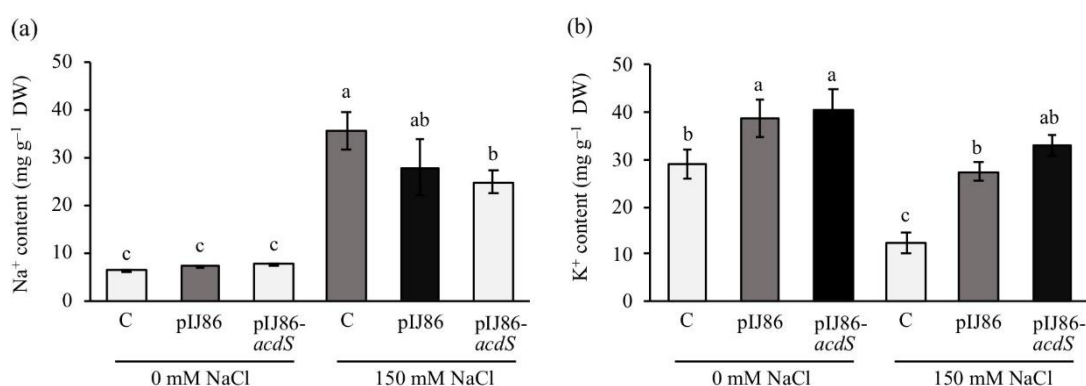 (a)
Na⁺ content (mg g⁻¹ DW)
50
40
30
20
10
0
c
c
c
a
ab
b
C
pIJ86
pIJ86-
acdS
C
pIJ86
pIJ86-
acdS
0 mM NaCl
150 mM NaCl
(b)
K⁺ content (mg g⁻¹ DW)
50
40
30
20
10
0
b
a
a
c
b
ab
C
pIJ86
pIJ86-
acdS
C
pIJ86
pIJ86-
acdS
0 mM NaCl
150 mM NaCl